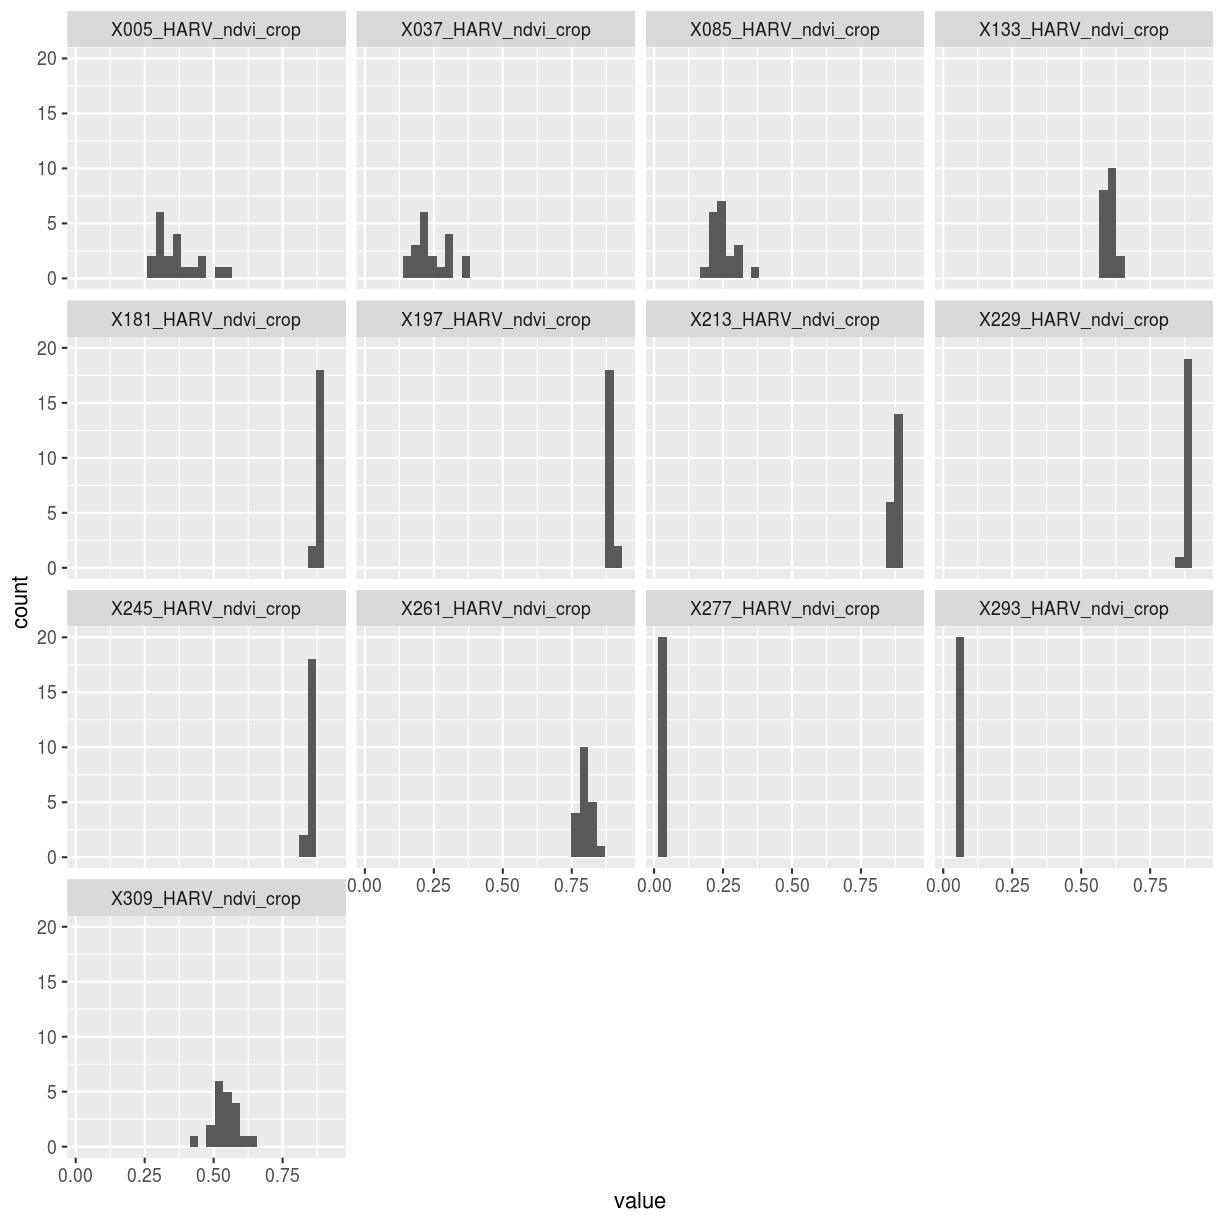 X005_HARV_ndvi_crop X037_HARV_ndvi_crop X085_HARV_ndvi_crop X133_HARV_ndvi_crop
20
15
10
5
0
X181_HARV_ndvi_crop X197_HARV_ndvi_crop X213_HARV_ndvi_crop X229_HARV_ndvi_crop
20
15
10
5
0
count
X245_HARV_ndvi_crop X261_HARV_ndvi_crop X277_HARV_ndvi_crop X293_HARV_ndvi_crop
20
15
10
5
0
0.00 0.25 0.50 0.75 0.00 0.25 0.50 0.75 0.00 0.25 0.50 0.75
X309_HARV_ndvi_crop
20
15
10
5
0
0.00 0.25 0.50 0.75
value